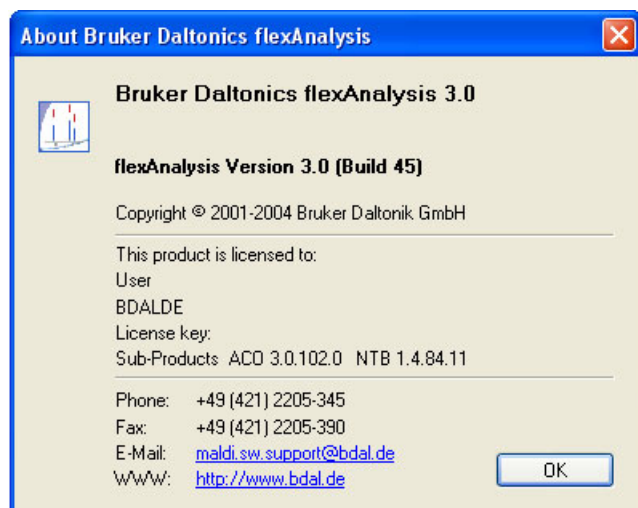 About Bruker Daltonics flexAnalysis
Bruker Daltonics flexAnalysis 3.0
flexAnalysis Version 3.0 (Build 45)
Copyright © 2001-2004 Bruker Daltonik GmbH
This product is licensed to:
User
BDALDE
License key:
Sub-Products ACO 3.0.102.0 NTB 1.4.84.11
Phone: +49 (421) 2205-345
Fax: +49 (421) 2205-390
E-Mail: maldi.sw.support@bdal.de
WWW: http://www.bdal.de
OK